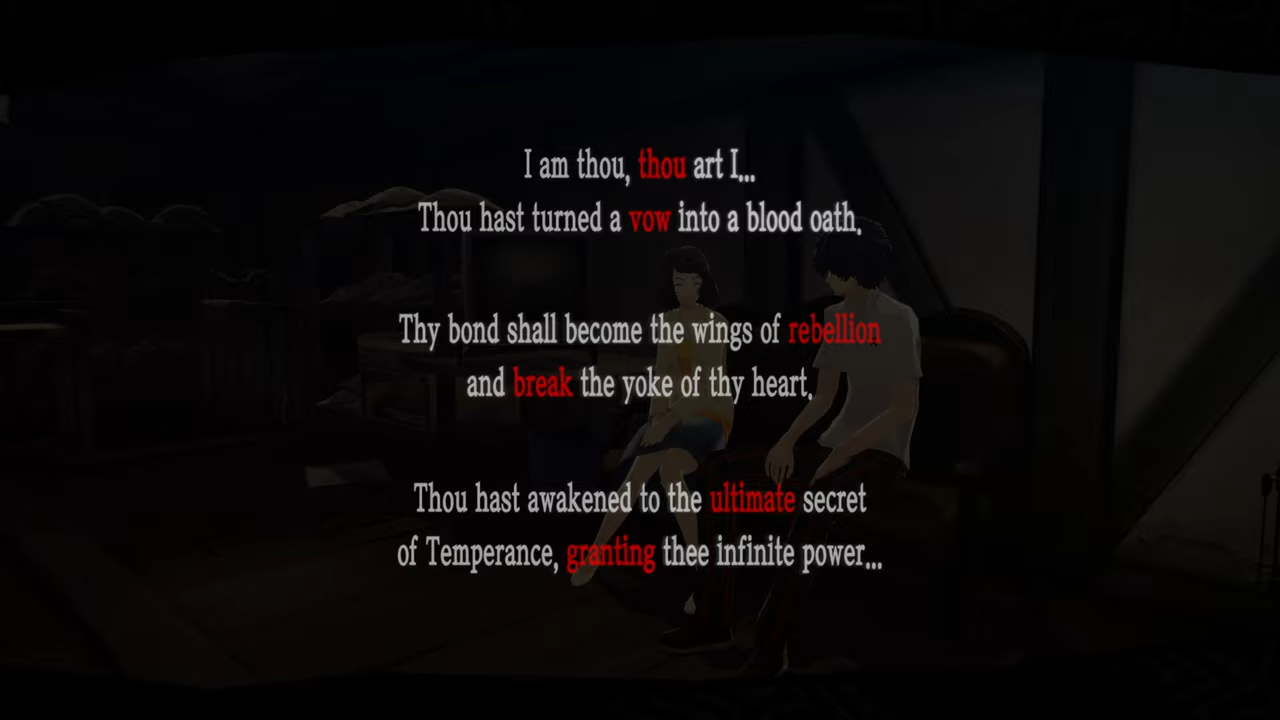 I am thou, thou art I...
Thou hast turned a vow into a blood oath.
Thy bond shall become the wings of rebellion
and break the yoke of thy heart.
Thou hast awakened to the ultimate secret
of Temperance, granting thee infinite power...